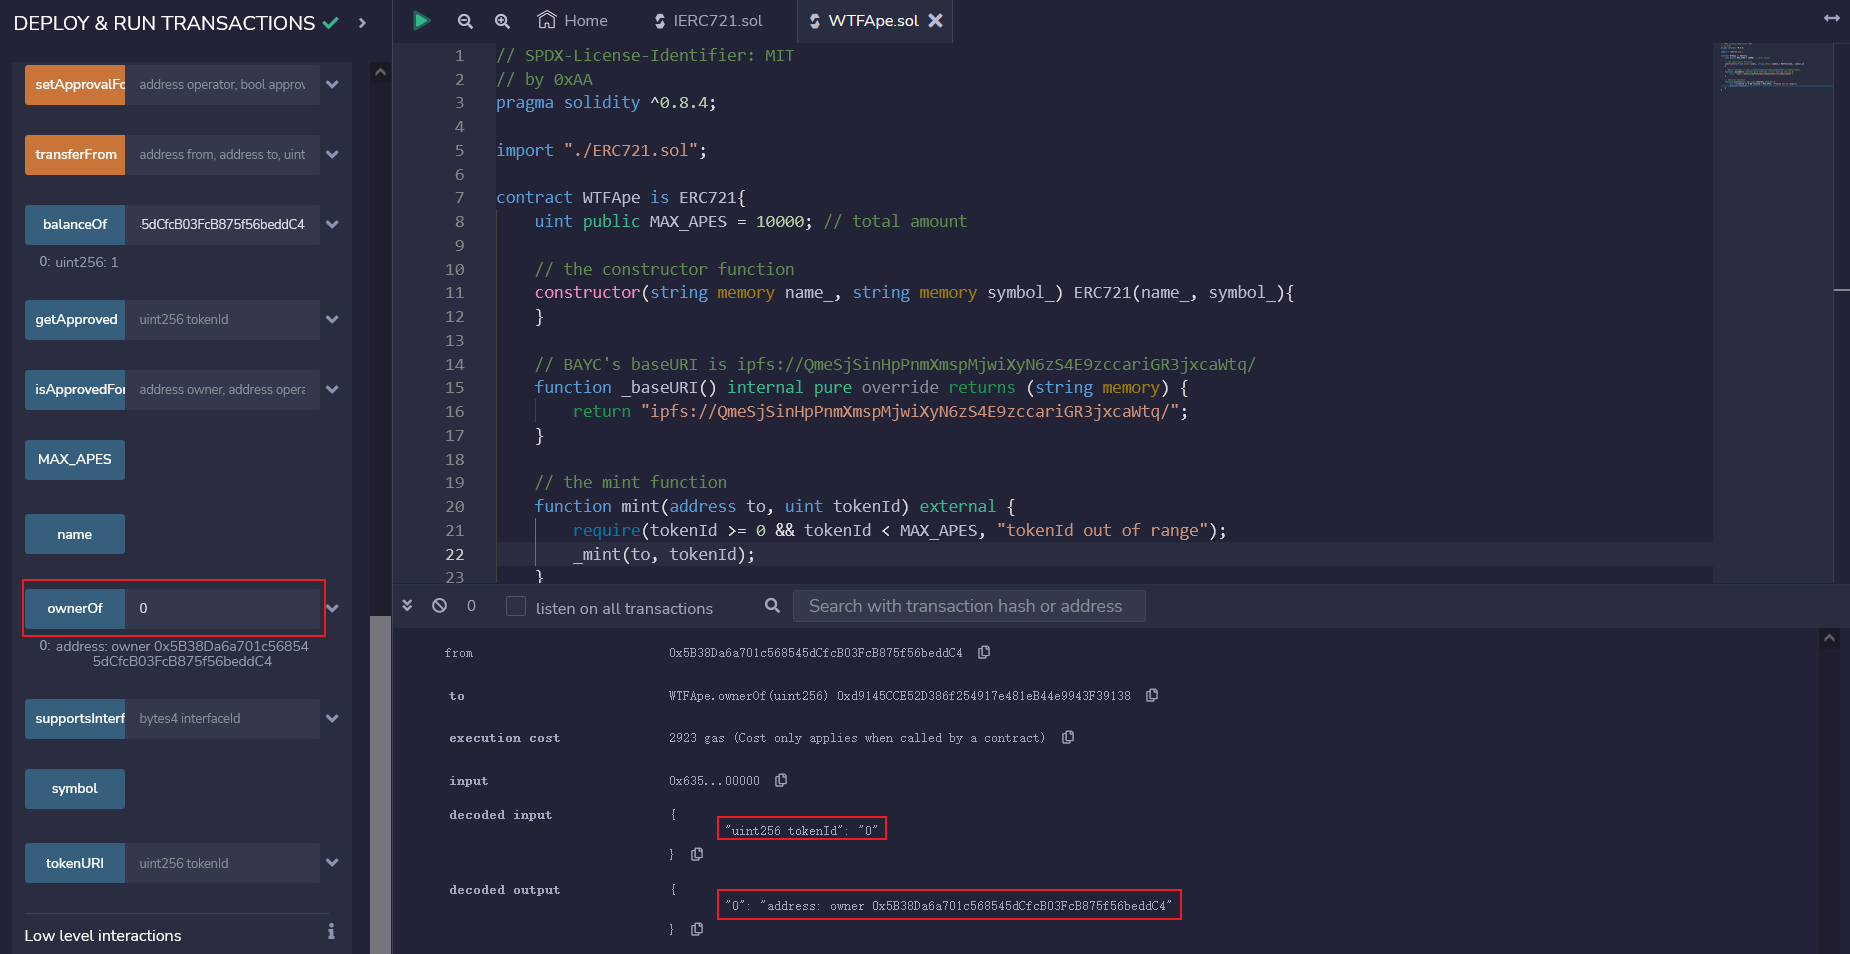 DEPLOY & RUN TRANSACTIONS
setApprovalFo address operator, bool approv
transferFrom address from, address to, uint
balanceOf 5dCfcB03FcB875f56beddC4
0: uint256: 1
getApproved uint256 tokenId
isApprovedFor address owner, address opera
MAX_APES
name
ownerOf 0
0: address: owner 0x5B38Da6a701c56854
5dCfcB03FcB875f56beddC4
supportsInterf bytes4 interfaceId
symbol
tokenURI uint256 tokenId
Low level interactions
Home IERC721.sol WTFApe.sol
1 // SPDX-License-Identifier: MIT
2 // by 0xAA
3 pragma solidity ^0.8.4;
4
5 import "./ERC721.sol";
6
7 contract WTFApe is ERC721{
8 uint public MAX_APES = 10000; // total amount
9
10 // the constructor function
11 constructor(string memory name_, string memory symbol_) ERC721(name_, symbol_){
12 }
13
14 // BAYC's baseURI is ipfs://QmeSjSinHpPnmXmspMjwiXyN6zS4E9zccariGR3jxcaWtq/
15 function _baseURI() internal pure override returns (string memory) {
16 return "ipfs://QmeSjSinHpPnmXmspMjwiXyN6zS4E9zccariGR3jxcaWtq/";
17 }
18
19 // the mint function
20 function mint(address to, uint tokenId) external {
21 require(tokenId >= 0 && tokenId < MAX_APES, "tokenId out of range");
22 _mint(to, tokenId);
23 }
0 listen on all transactions Search with transaction hash or address
from 0x5B38Da6a701c568545dCfcB03FcB875f56beddC4
to WTFApe.ownerOf(uint256) 0xd9145CCE52D386f254917e481eB44e9943F39138
execution cost 2923 gas (Cost only applies when called by a contract)
input 0x635...00000
decoded input {
"uint256 tokenId": "0"
}
decoded output {
"0": "address: owner 0x5B38Da6a701c568545dCfcB03FcB875f56beddC4"
}